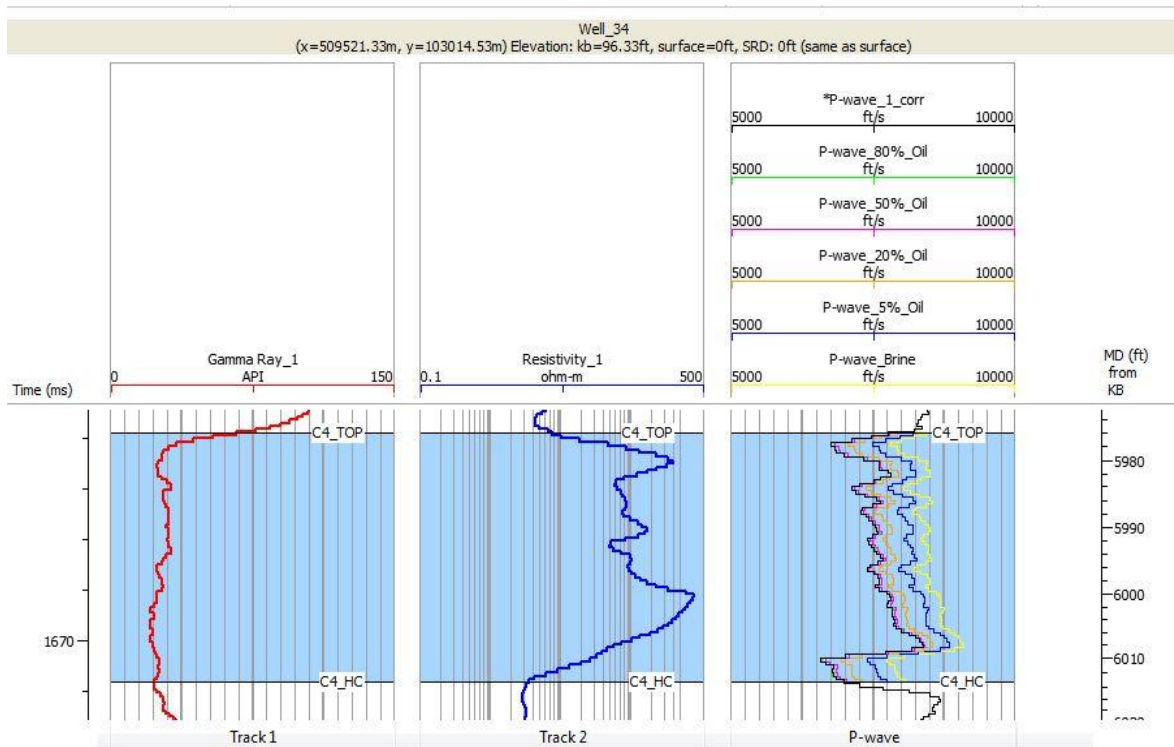 Well_34
(x=509521.33m, y=103014.53m) Elevation: kb=96.33ft, surface=0ft, SRD: 0ft (same as surface)
*P-wave_1_corr
5000 ft/s 10000
P-wave_80%_Oil
5000 ft/s 10000
P-wave_50%_Oil
5000 ft/s 10000
P-wave_20%_Oil
5000 ft/s 10000
P-wave_5%_Oil
5000 ft/s 10000
Gamma Ray_1
0 API 150
Resistivity_1
0.1 ohm-m 500
P-wave_Brine
5000 ft/s 10000
Time (ms)
MD (ft)
from
KB
C4_TOP C4_TOP C4_TOP
5980
5990
6000
1670
6010
C4_HC C4_HC C4_HC
Track 1 Track 2 P-wave